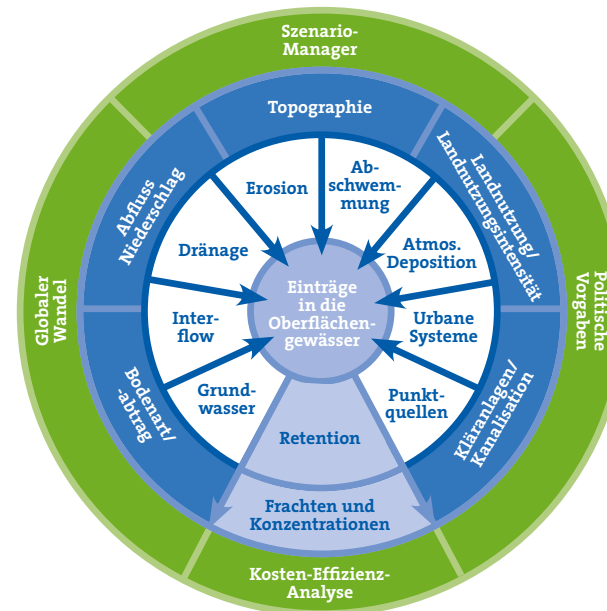 Szenario-
Manager
Topographie
Abfluss
Niederschlag
Landnutzung/
Landnutzungsintensität
Globaler
Wandel
Politische
Vorgaben
Erosion
Ab-
schwem-
mung
Dränage
Atmos.
Deposition
Einträge
in die
Oberflächen-
gewässer
Inter-
flow
Urbane
Systeme
Grund-
wasser
Punkt-
quellen
Bodenart/
-abtrag
Kläranlagen/
Kanalisation
Retention
Frachten und
Konzentrationen
Kosten-Effizienz-
Analyse